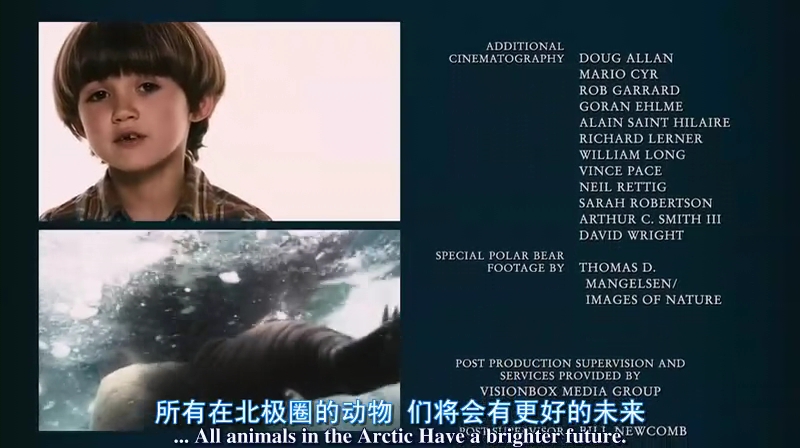 ADDITIONAL
CINEMATOGRAPHY
DOUG ALLAN
MARIO CYR
ROB GARRARD
GORAN EHLME
ALAIN SAINT HILAIRE
RICHARD LERNER
WILLIAM LONG
VINCE PACE
NEIL RETTIG
SARAH ROBERTSON
ARTHUR C. SMITH III
DAVID WRIGHT
SPECIAL POLAR BEAR
FOOTAGE BY
THOMAS D.
MANGELSEN/
IMAGES OF NATURE
POST PRODUCTION SUPERVISION AND
SERVICES PROVIDED BY
VISIONBOX MEDIA GROUP
所有在北极圈的动物 们将会有更好的未来
NEWCOMB
... All animals in the Arctic Have a brighter future.